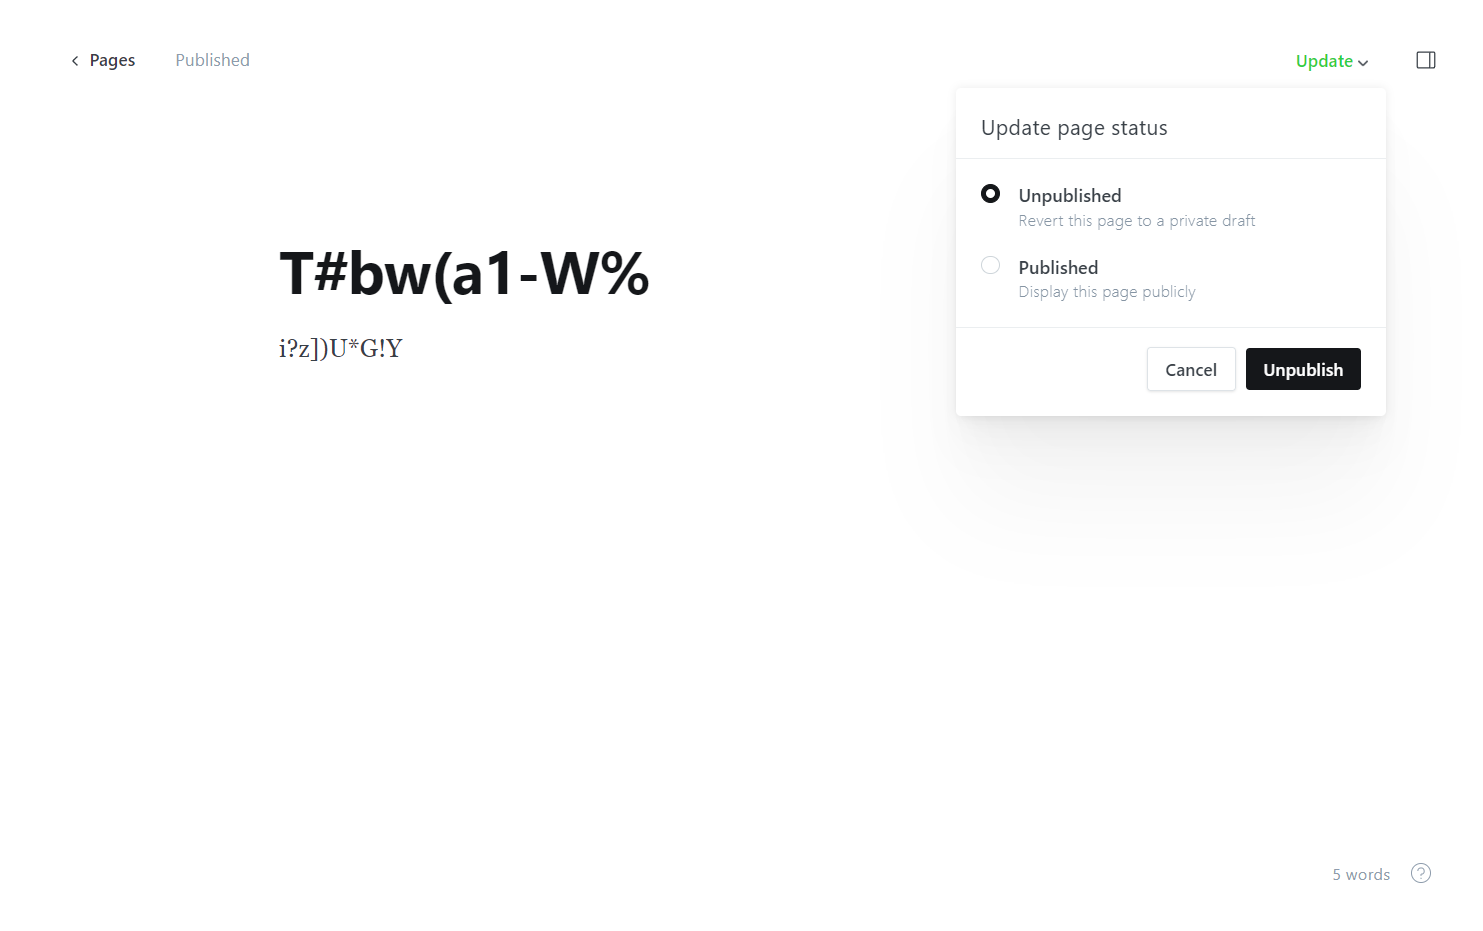 Pages
Published
Update
Update page status
Unpublished
Revert this page to a private draft
Published
Display this page publicly
Cancel
Unpublish
T#bw(a1-W%
i?z])U*G!Y
5 words
?